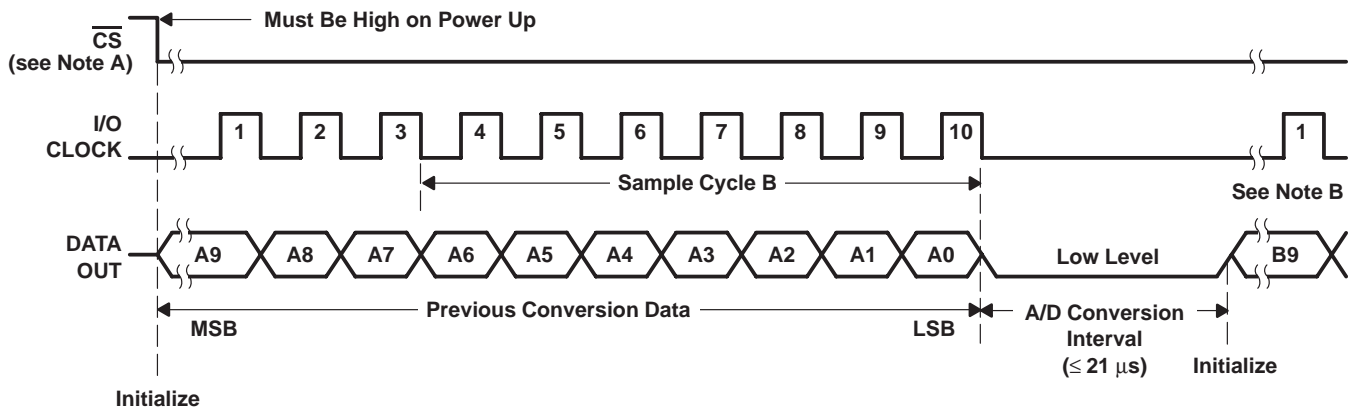 Must Be High on Power Up
CS
(see Note A)
I/O
CLOCK
1 2 3 4 5 6 7 8 9 10 1
Sample Cycle B
See Note B
DATA
OUT
A9 A8 A7 A6 A5 A4 A3 A2 A1 A0 Low Level B9
Previous Conversion Data
MSB LSB
A/D Conversion
Interval
(≤ 21 μs)
Initialize
Initialize